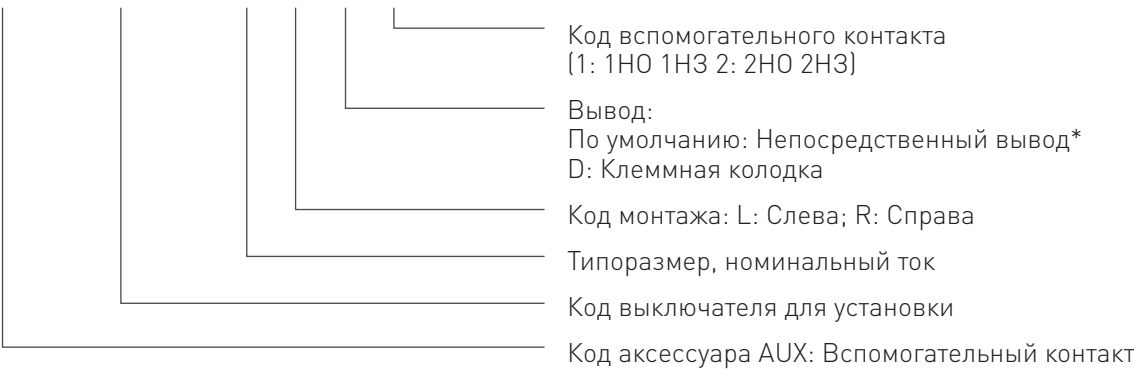 Код вспомогательного контакта
(1: 1НО 1НЗ 2: 2НО 2НЗ)
Вывод:
По умолчанию: Непосредственный вывод*
D: Клеммная колодка
Код монтажа: L: Слева; R: Справа
Типоразмер, номинальный ток
Код выключателя для установки
Код аксессуара AUX: Вспомогательный контакт